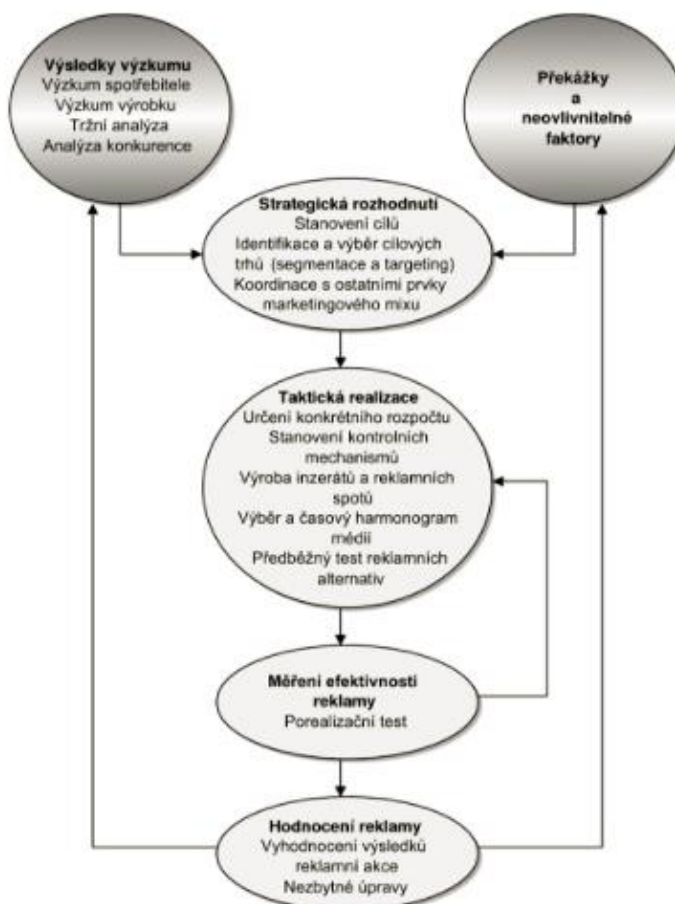 Výsledky výzkumu
Výzkum spotřebitele
Výzkum výrobku
Tržní analýza
Analýza konkurence
Překážky
a
neovlivnitelné
faktory
Strategická rozhodnutí
Stanovení cílů
Identifikace a výběr cílových
trhů (segmentace a targeting)
Koordinace s ostatními prvky
marketingového mixu
Taktická realizace
Určení konkrétního rozpočtu
Stanovení kontrolních
mechanismů
Výroba inzerátů a reklamních
spotů
Výběr a časový harmonogram
médií
Předběžný test reklamních
alternativ
Měření efektivnosti
reklamy
Porealizační test
Hodnocení reklamy
Vyhodnocení výsledků
reklamní akce
Nezbytné úpravy